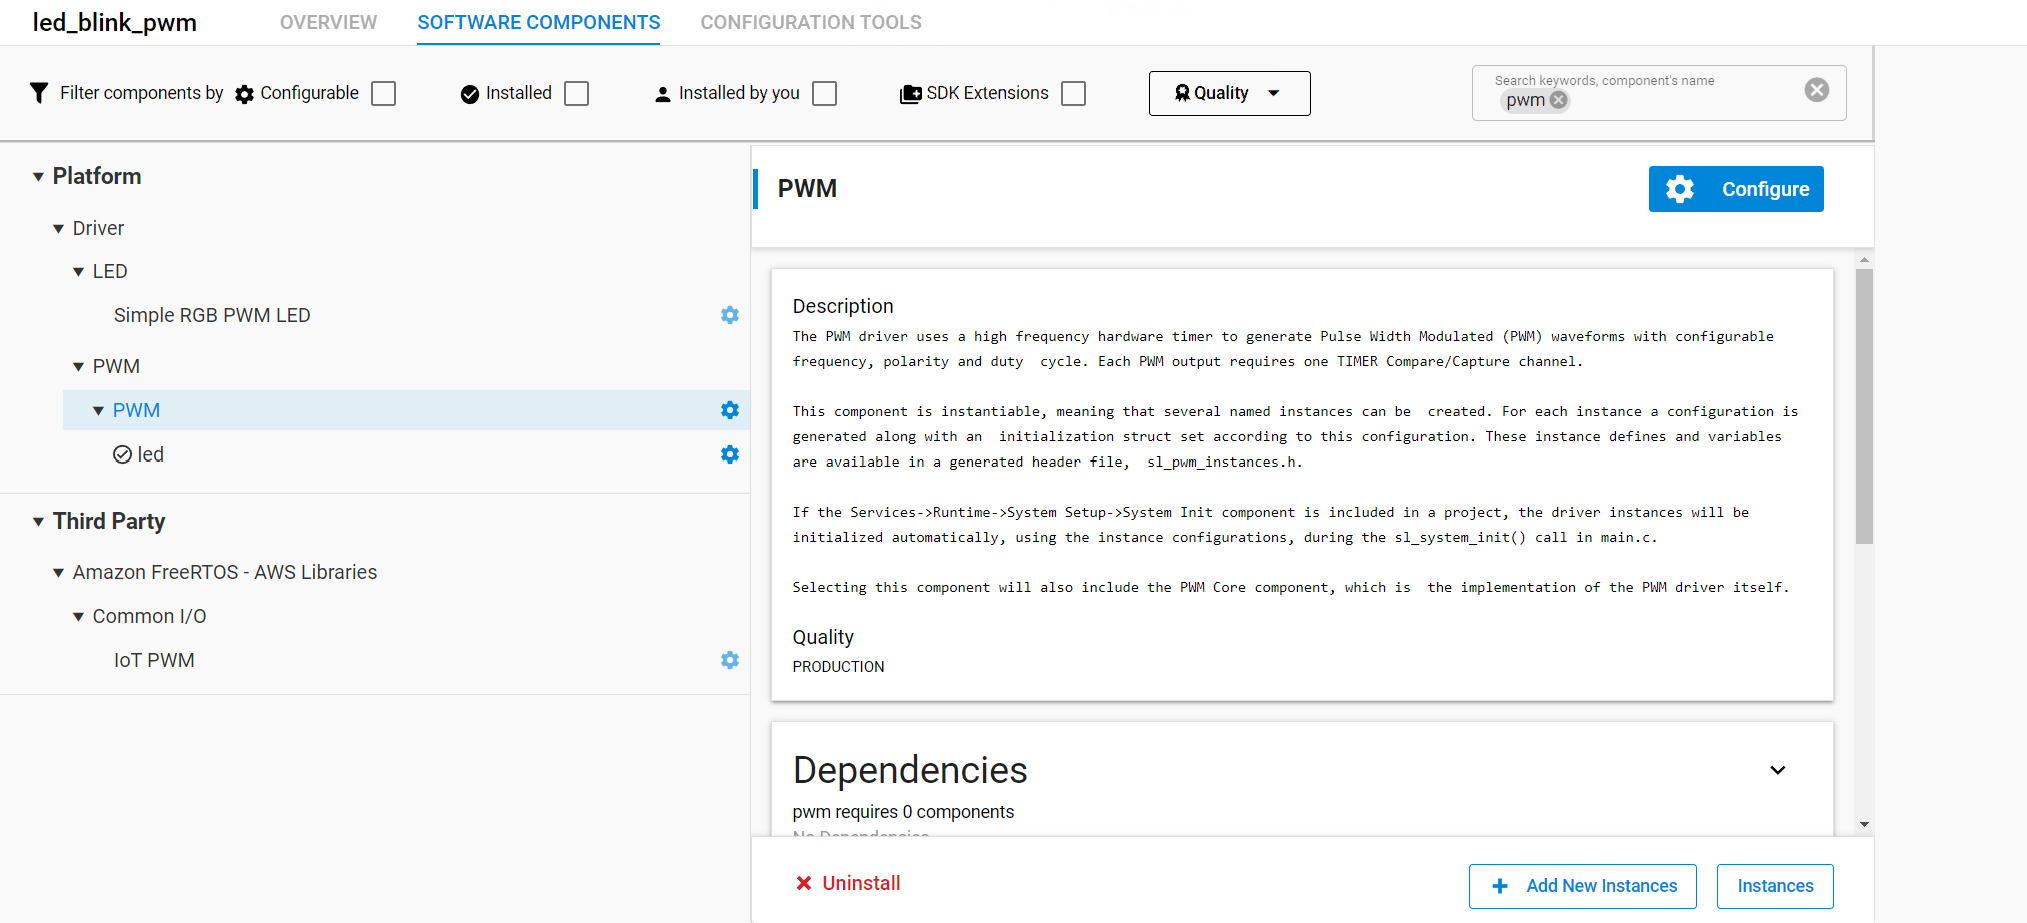 led_blink_pwm
OVERVIEW
SOFTWARE COMPONENTS
CONFIGURATION TOOLS
Filter components by
Configurable
Installed
Installed by you
SDK Extensions
Quality
Search keywords, component's name
pwm
Platform
Driver
LED
Simple RGB PWM LED
PWM
PWM
led
Third Party
Amazon FreeRTOS - AWS Libraries
Common I/O
IoT PWM
PWM
Configure
Description
The PWM driver uses a high frequency hardware timer to generate Pulse Width Modulated (PWM) waveforms with configurable
frequency, polarity and duty  cycle. Each PWM output requires one TIMER Compare/Capture channel.
This component is instantiable, meaning that several named instances can be  created. For each instance a configuration is
generated along with an  initialization struct set according to this configuration. These instance defines and variables
are available in a generated header file,  sl_pwm_instances.h.
If the Services->Runtime->System Setup->System Init component is included in a project, the driver instances will be
initialized automatically, using the instance configurations, during the sl_system_init() call in main.c.
Selecting this component will also include the PWM Core component, which is  the implementation of the PWM driver itself.
Quality
PRODUCTION
Dependencies
pwm requires 0 components
No Dependencies
Uninstall
Add New Instances
Instances